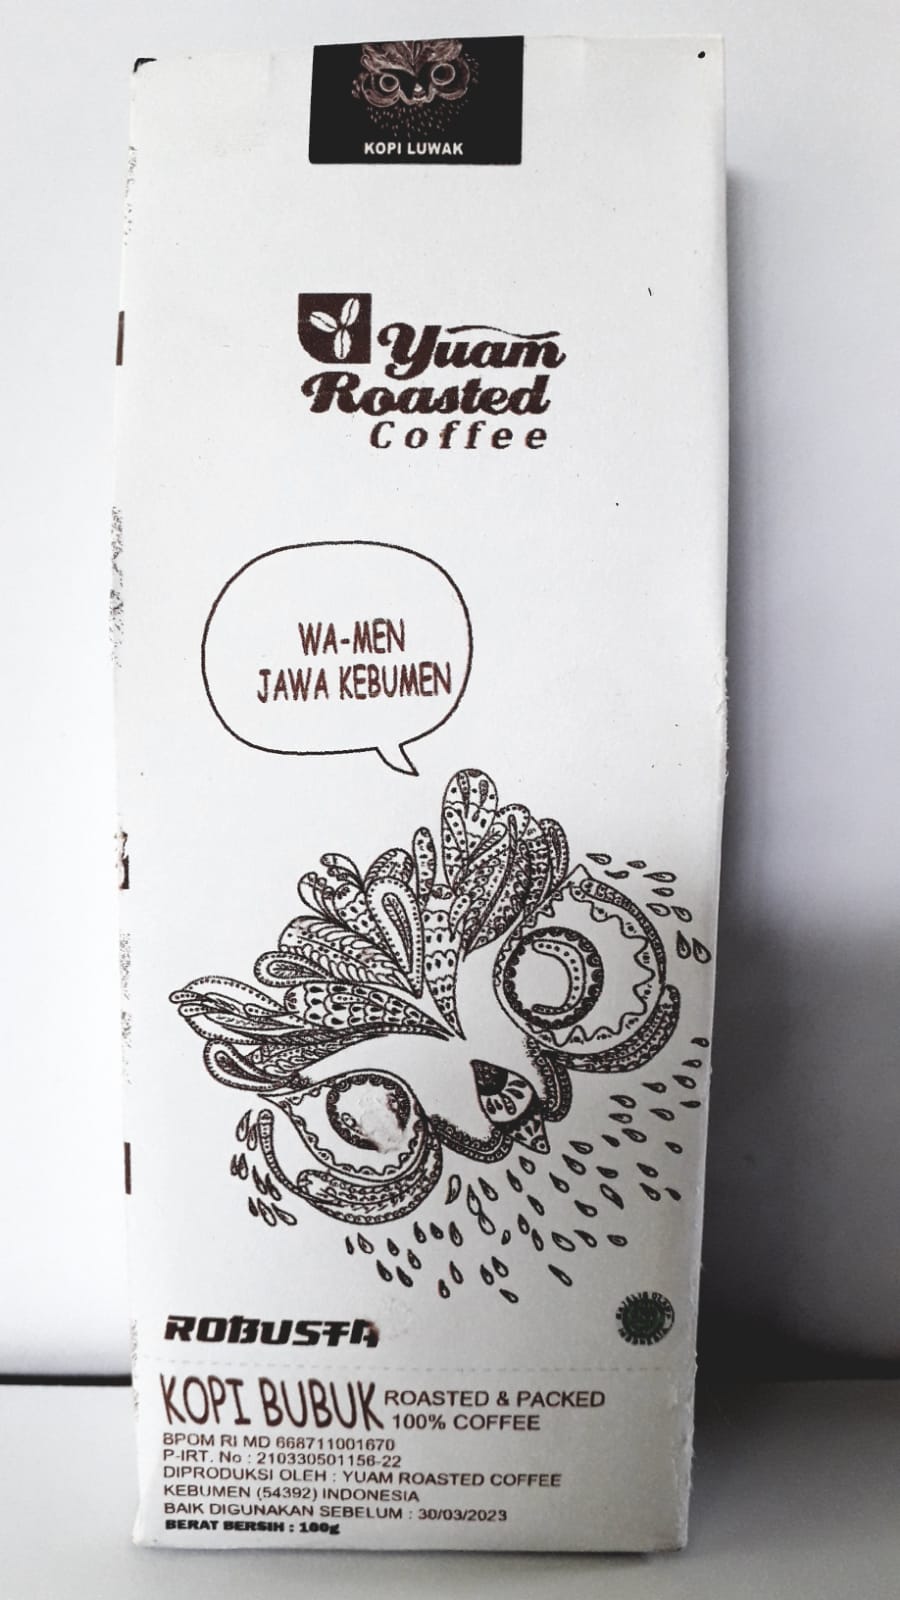 KOPI LUWAK
Yuam
Roasted
Coffee
WA-MEN
JAWA KEBUMEN
ROBUSTA
KOPI BUBUK ROASTED & PACKED
100% COFFEE
BPOM RI MD 668711001670
P-IRT. No : 210330501156-22
DIPRODUKSI OLEH : YUAM ROASTED COFFEE
KEBUMEN (54392) INDONESIA
BAIK DIGUNAKAN SEBELUM : 30/03/2023
BERAT BERSIH : 100g